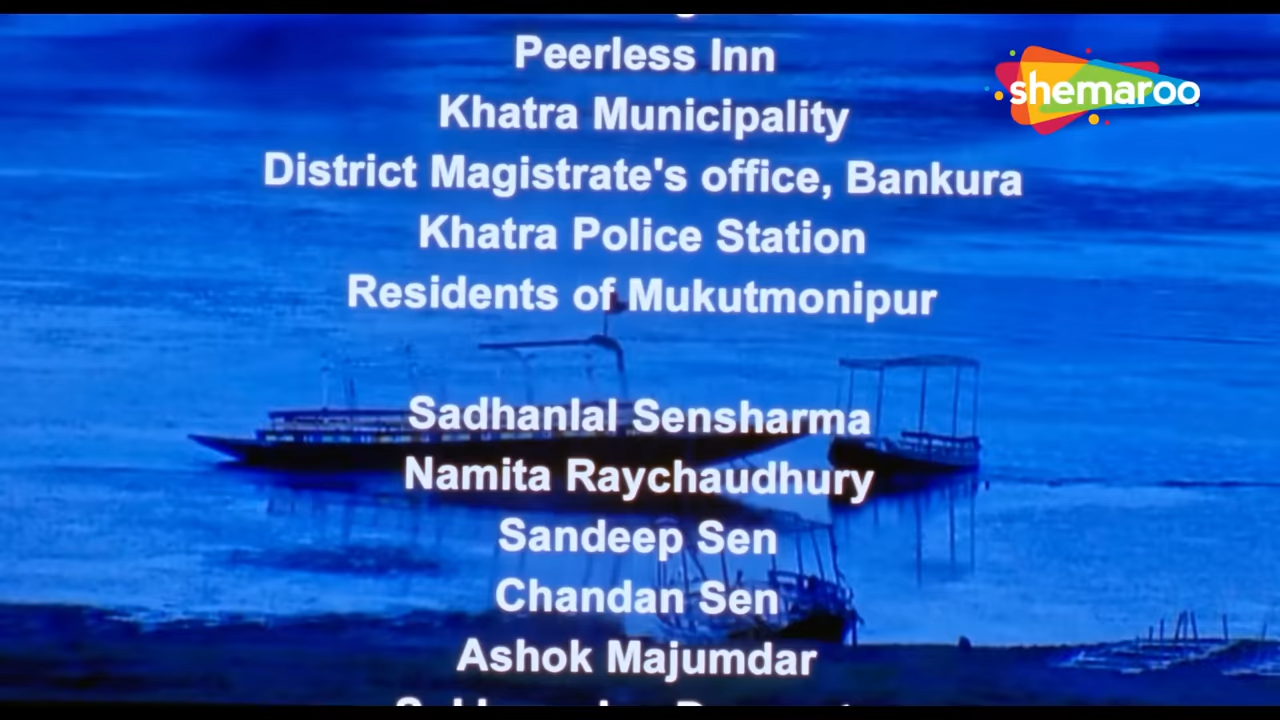 Peerless Inn
shemaroo
Khatra Municipality
District Magistrate's office, Bankura
Khatra Police Station
Residents of Mukutmonipur
Sadhanlal Sensharma
Namita Raychaudhury
Sandeep Sen
Chandan Sen
Ashok Majumdar